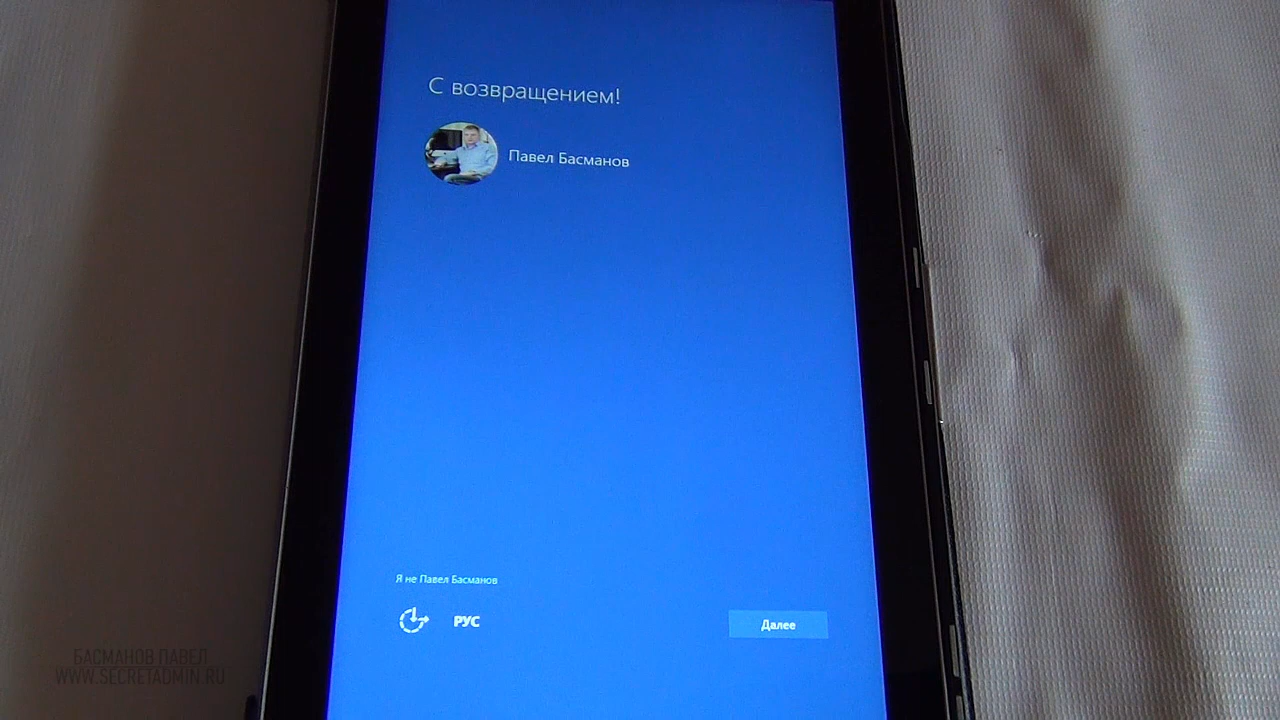 С возвращением!
Павел Басманов
Я не Павел Басманов
РУС
Далее
БАСМАНОВ ПАВЕЛ
WWW.SECRETADMIN.RU